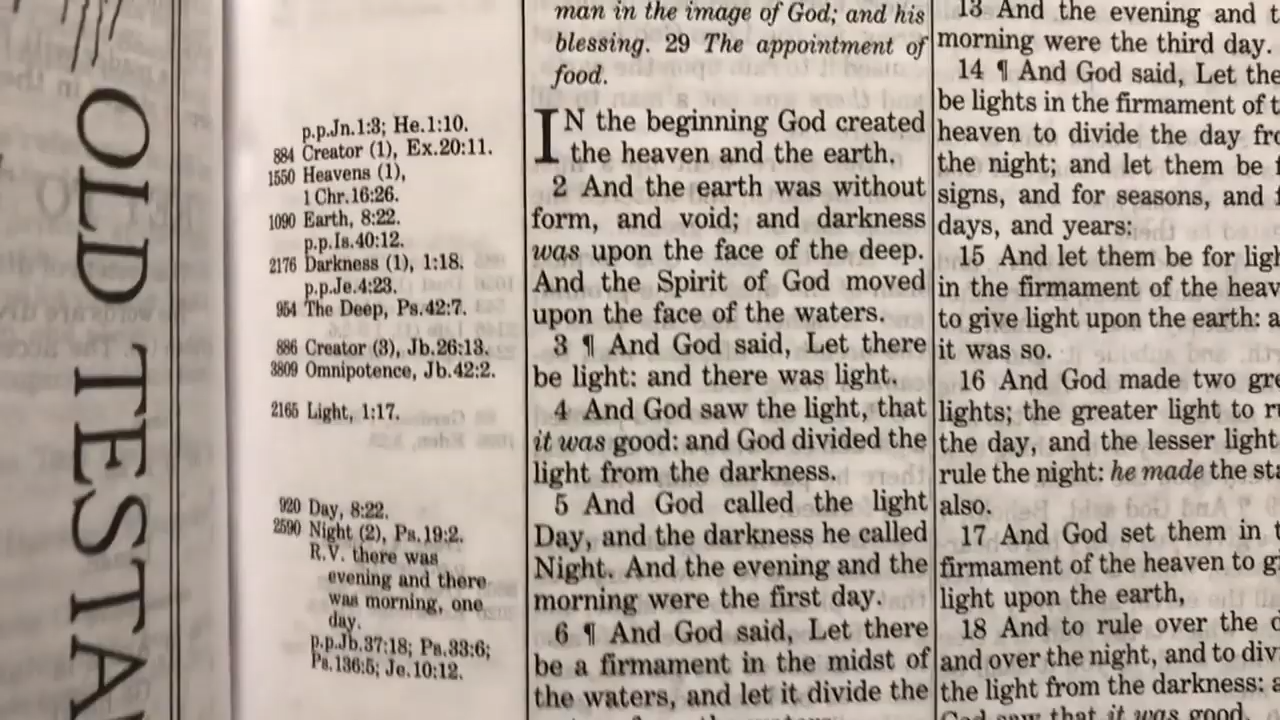 OLD TESTA
p.p.Jn.1:3; He.1:10.
884 Creator (1), Ex.20:11.
1550 Heavens (1),
1 Chr.16:26.
1090 Earth, 8:22.
p.p.Is.40:12.
2176 Darkness (1), 1:18.
p.p.Je.4:23.
954 The Deep, Ps.42:7.
886 Creator (3), Jb.26:13.
3809 Omnipotence, Jb.42:2.
2165 Light, 1:17.
920 Day, 8:22.
2590 Night (2), Ps.19:2.
R.V. there was
evening and there
was morning, one
day.
p.p.Jb.37:18; Ps.33:6;
Ps.136:5; Je.10:12.
man in the image of God; and his
blessing. 29 The appointment of
food.
IN the beginning God created
the heaven and the earth.
2 And the earth was without
form, and void; and darkness
was upon the face of the deep.
And the Spirit of God moved
upon the face of the waters.
3 ¶ And God said, Let there
be light: and there was light.
4 And God saw the light, that
it was good: and God divided the
light from the darkness.
5 And God called the light
Day, and the darkness he called
Night. And the evening and the
morning were the first day.
6 ¶ And God said, Let there
be a firmament in the midst of
the waters, and let it divide the
13 And the evening and t
morning were the third day.
14 ¶ And God said, Let the
be lights in the firmament of t
heaven to divide the day fro
the night; and let them be f
signs, and for seasons, and f
days, and years:
15 And let them be for ligh
in the firmament of the heav
to give light upon the earth: a
it was so.
16 And God made two gre
lights; the greater light to ru
the day, and the lesser light
rule the night: he made the sta
also.
17 And God set them in t
firmament of the heaven to g
light upon the earth,
18 And to rule over the d
and over the night, and to div
the light from the darkness: a
God saw that it was good.